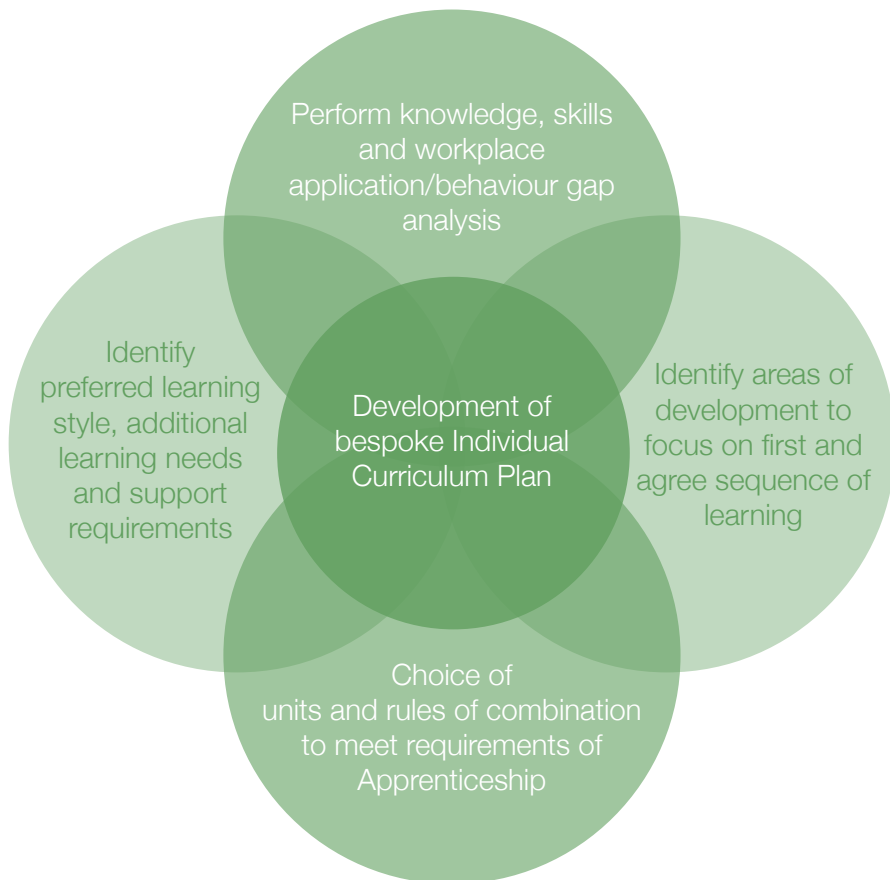 Perform knowledge, skills
and workplace
application/behaviour gap
analysis
Identify
preferred learning
style, additional
learning needs
and support
requirements
Development of
bespoke Individual
Curriculum Plan
Identify areas of
development to
focus on first and
agree sequence of
learning
Choice of
units and rules of combination
to meet requirements of
Apprenticeship